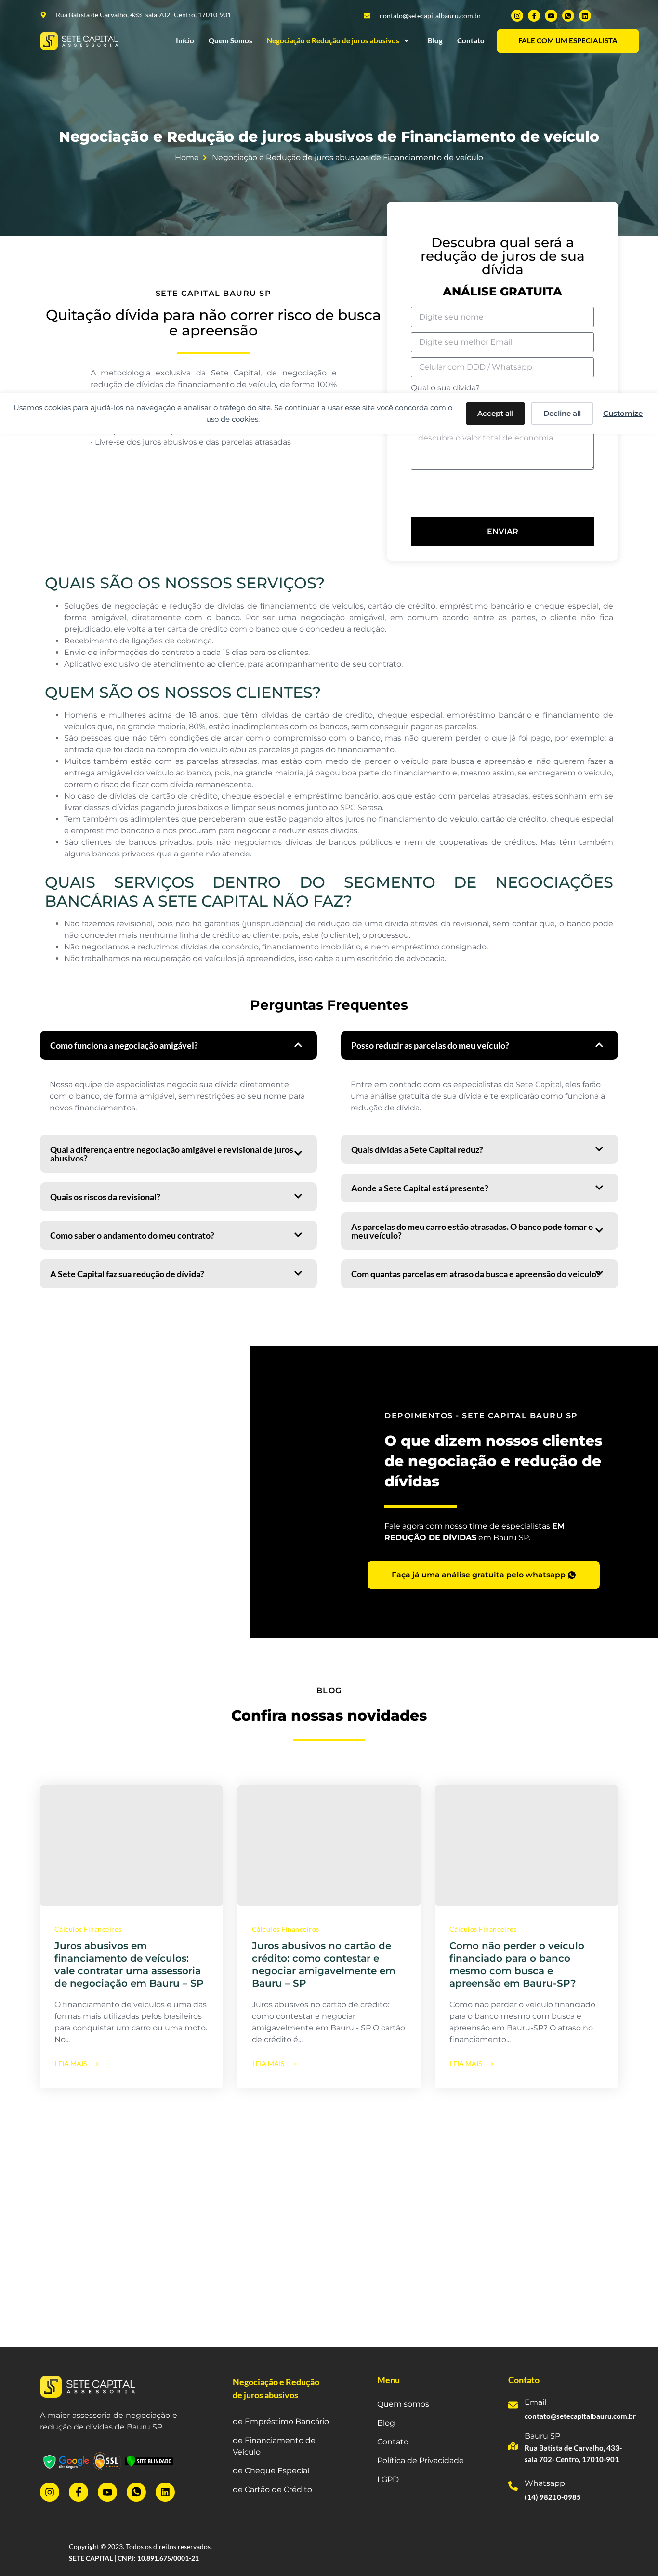 Rua Batista de Carvalho, 433- sala 702- Centro, 17010-901
contato@setecapitalbauru.com.br
SETE CAPITAL
ASSESSORIA
Início
Quem Somos
Negociação e Redução de juros abusivos
Blog
Contato
FALE COM UM ESPECIALISTA
Negociação e Redução de juros abusivos de Financiamento de veículo
Home
Negociação e Redução de juros abusivos de Financiamento de veículo
SETE CAPITAL BAURU SP
Quitação dívida para não correr risco de busca
e apreensão
A metodologia exclusiva da Sete Capital, de negociação e
redução de dívidas de financiamento de veículo, de forma 100%
• Livre-se dos juros abusivos e das parcelas atrasadas
Descubra qual será a
redução de juros de sua
dívida
ANÁLISE GRATUITA
Digite seu nome
Digite seu melhor Email
Celular com DDD / Whatsapp
Qual o sua dívida?
descubra o valor total de economia
ENVIAR
Usamos cookies para ajudá-los na navegação e analisar o tráfego do site. Se continuar a usar esse site você concorda com o
uso de cookies.
Accept all
Decline all
Customize
QUAIS SÃO OS NOSSOS SERVIÇOS?
• Soluções de negociação e redução de dívidas de financiamento de veículos, cartão de crédito, empréstimo bancário e cheque especial, de
forma amigável, diretamente com o banco. Por ser uma negociação amigável, em comum acordo entre as partes, o cliente não fica
prejudicado, ele volta a ter carta de crédito com o banco que o concedeu a redução.
• Recebimento de ligações de cobrança.
• Envio de informações do contrato a cada 15 dias para os clientes.
• Aplicativo exclusivo de atendimento ao cliente, para acompanhamento de seu contrato.
QUEM SÃO OS NOSSOS CLIENTES?
• Homens e mulheres acima de 18 anos, que têm dívidas de cartão de crédito, cheque especial, empréstimo bancário e financiamento de
veículos que, na grande maioria, 80%, estão inadimplentes com os bancos, sem conseguir pagar as parcelas.
• São pessoas que não têm condições de arcar com o compromisso com o banco, mas não querem perder o que já foi pago, por exemplo: a
entrada que foi dada na compra do veículo e/ou as parcelas já pagas do financiamento.
• Muitos também estão com as parcelas atrasadas, mas estão com medo de perder o veículo para busca e apreensão e não querem fazer a
entrega amigável do veículo ao banco, pois, na grande maioria, já pagou boa parte do financiamento e, mesmo assim, se entregarem o veículo,
correm o risco de ficar com dívida remanescente.
• No caso de dívidas de cartão de crédito, cheque especial e empréstimo bancário, aos que estão com parcelas atrasadas, estes sonham em se
livrar dessas dívidas pagando juros baixos e limpar seus nomes junto ao SPC Serasa.
• Tem também os adimplentes que perceberam que estão pagando altos juros no financiamento do veículo, cartão de crédito, cheque especial
e empréstimo bancário e nos procuram para negociar e reduzir essas dívidas.
• São clientes de bancos privados, pois não negociamos dívidas de bancos públicos e nem de cooperativas de créditos. Mas têm também
alguns bancos privados que a gente não atende.
QUAIS SERVIÇOS DENTRO DO SEGMENTO DE NEGOCIAÇÕES
BANCÁRIAS A SETE CAPITAL NÃO FAZ?
• Não fazemos revisional, pois não há garantias (jurisprudência) de redução de uma dívida através da revisional, sem contar que, o banco pode
não conceder mais nenhuma linha de crédito ao cliente, pois, este (o cliente), o processou.
• Não negociamos e reduzimos dívidas de consórcio, financiamento imobiliário, e nem empréstimo consignado.
• Não trabalhamos na recuperação de veículos já apreendidos, isso cabe a um escritório de advocacia.
Perguntas Frequentes
Como funciona a negociação amigável?
Nossa equipe de especialistas negocia sua dívida diretamente
com o banco, de forma amigável, sem restrições ao seu nome para
novos financiamentos.
Qual a diferença entre negociação amigável e revisional de juros
abusivos?
Quais os riscos da revisional?
Como saber o andamento do meu contrato?
A Sete Capital faz sua redução de dívida?
Posso reduzir as parcelas do meu veículo?
Entre em contado com os especialistas da Sete Capital, eles farão
uma análise gratuita de sua dívida e te explicarão como funciona a
redução de dívida.
Quais dívidas a Sete Capital reduz?
Aonde a Sete Capital está presente?
As parcelas do meu carro estão atrasadas. O banco pode tomar o
meu veículo?
Com quantas parcelas em atraso da busca e apreensão do veiculo?
DEPOIMENTOS - SETE CAPITAL BAURU SP
O que dizem nossos clientes
de negociação e redução de
dívidas
Fale agora com nosso time de especialistas EM
REDUÇÃO DE DÍVIDAS em Bauru SP.
Faça já uma análise gratuita pelo whatsapp
BLOG
Confira nossas novidades
Cálculos Financeiros
Juros abusivos em
financiamento de veículos:
vale contratar uma assessoria
de negociação em Bauru – SP
O financiamento de veículos é uma das
formas mais utilizadas pelos brasileiros
para conquistar um carro ou uma moto.
No...
LEIA MAIS
Cálculos Financeiros
Juros abusivos no cartão de
crédito: como contestar e
negociar amigavelmente em
Bauru – SP
Juros abusivos no cartão de crédito:
como contestar e negociar
amigavelmente em Bauru - SP O cartão
de crédito é...
LEIA MAIS
Cálculos Financeiros
Como não perder o veículo
financiado para o banco
mesmo com busca e
apreensão em Bauru-SP?
Como não perder o veículo financiado
para o banco mesmo com busca e
apreensão em Bauru-SP? O atraso no
financiamento...
LEIA MAIS
SETE CAPITAL
ASSESSORIA
A maior assessoria de negociação e
redução de dívidas de Bauru SP.
Google
Site Seguro
SSL
SITE BLINDADO
Negociação e Redução
de juros abusivos
de Empréstimo Bancário
de Financiamento de
Veículo
de Cheque Especial
de Cartão de Crédito
Menu
Quem somos
Blog
Contato
Política de Privacidade
LGPD
Contato
Email
contato@setecapitalbauru.com.br
Bauru SP
Rua Batista de Carvalho, 433-
sala 702- Centro, 17010-901
Whatsapp
(14) 98210-0985
Copyright © 2023. Todos os direitos reservados.
SETE CAPITAL | CNPJ: 10.891.675/0001-21